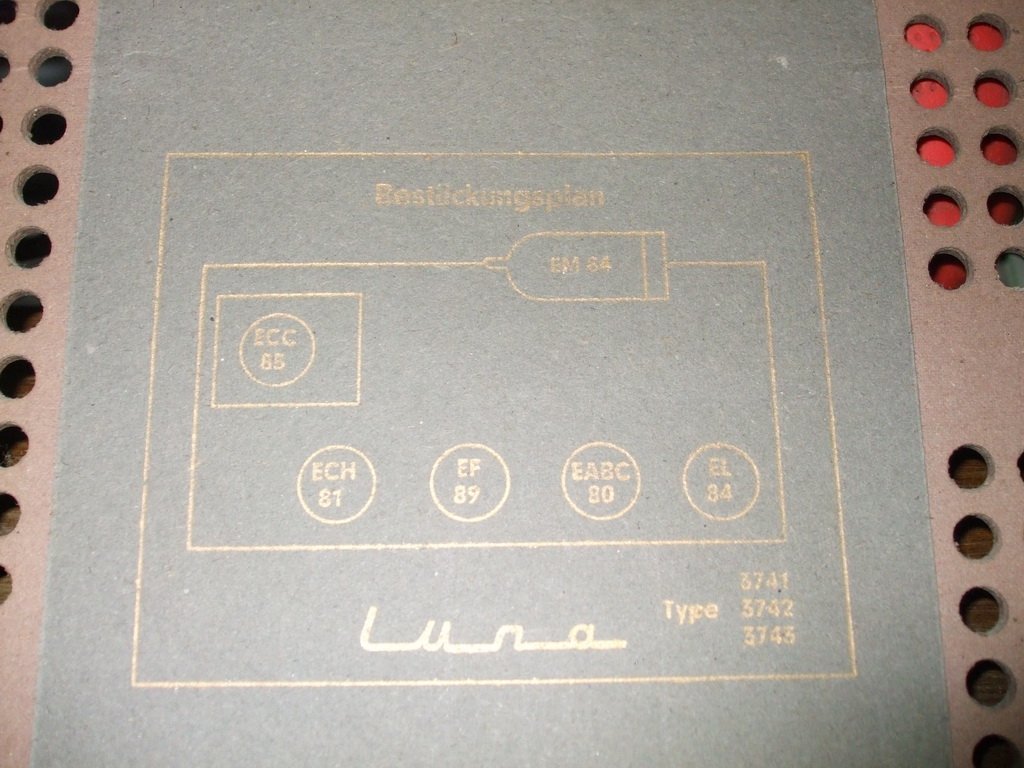 Bestückungsplan
EM 84
ECC
85
ECH
81
EF
89
EABC
80
EL
84
3741
Type 3742
3743
Luna